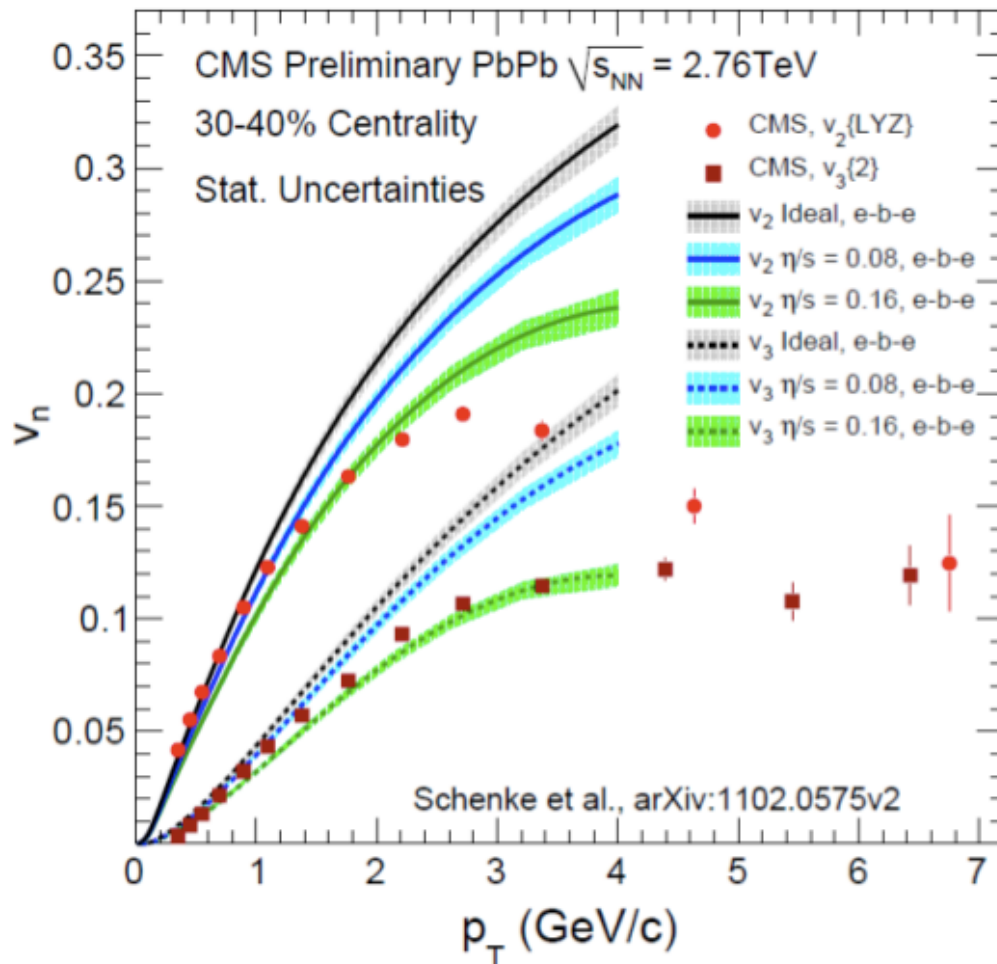 CMS Preliminary PbPb √s_NN = 2.76TeV
30-40% Centrality
Stat. Uncertainties
CMS, v₂{LYZ}
CMS, v₃{2}
v₂ Ideal, e-b-e
v₂ η/s = 0.08, e-b-e
v₂ η/s = 0.16, e-b-e
v₃ Ideal, e-b-e
v₃ η/s = 0.08, e-b-e
v₃ η/s = 0.16, e-b-e
Schenke et al., arXiv:1102.0575v2
vₙ
0.35
0.3
0.25
0.2
0.15
0.1
0.05
0 1 2 3 4 5 6 7
p_T (GeV/c)